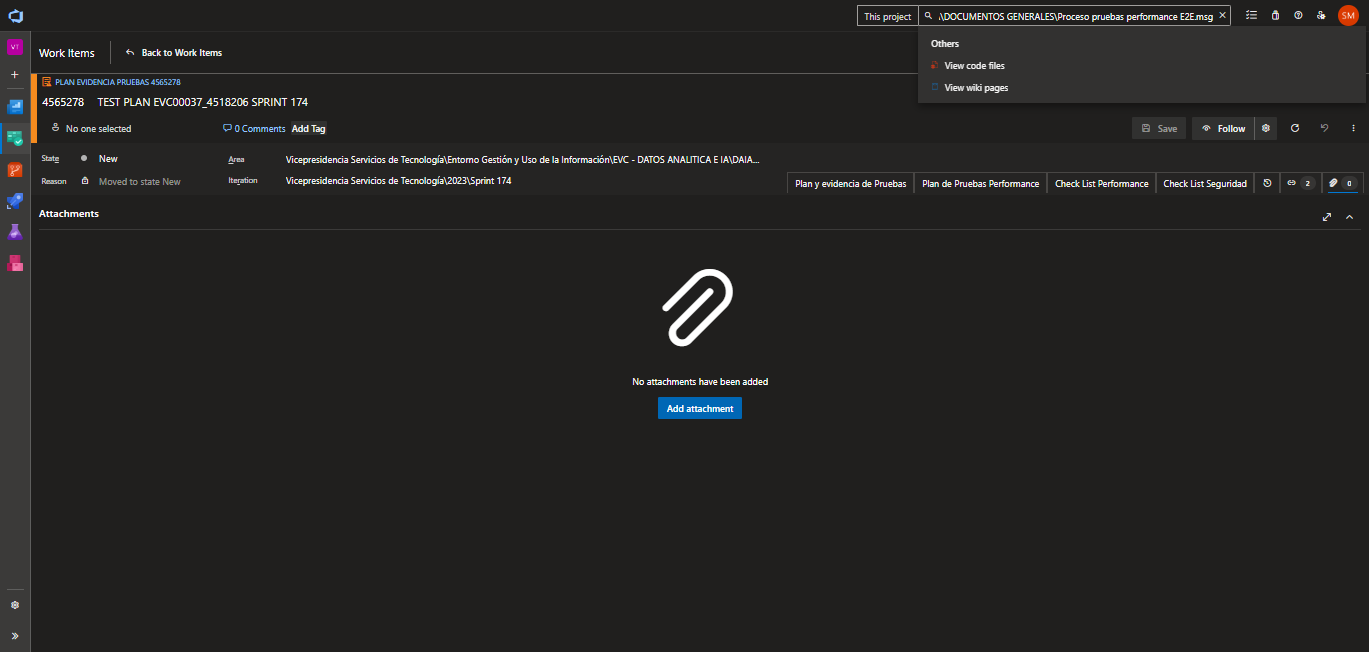 This project
.\DOCUMENTOS GENERALES\Proceso pruebas performance E2E.msg
SM
Others
View code files
View wiki pages
VT
Work Items
Back to Work Items
PLAN EVIDENCIA PRUEBAS 4565278
4565278 TEST PLAN EVC00037_4518206 SPRINT 174
No one selected
0 Comments
Add Tag
Save
Follow
State
New
Area
Vicepresidencia Servicios de Tecnología\Entorno Gestión y Uso de la Información\EVC - DATOS ANALITICA E IA\DAIA...
Reason
Moved to state New
Iteration
Vicepresidencia Servicios de Tecnología\2023\Sprint 174
Plan y evidencia de Pruebas
Plan de Pruebas Performance
Check List Performance
Check List Seguridad
2
0
Attachments
No attachments have been added
Add attachment